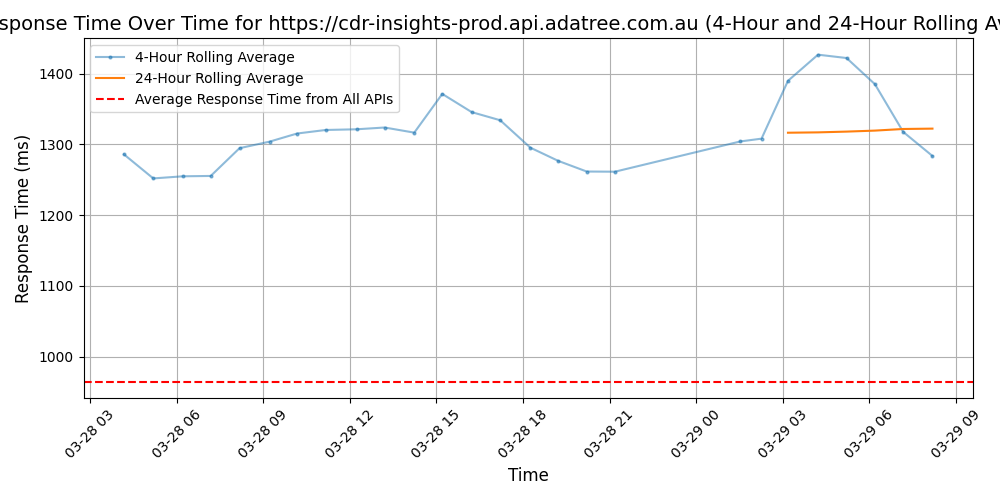 sponse Time Over Time for https://cdr-insights-prod.api.adatree.com.au (4-Hour and 24-Hour Rolling Av
4-Hour Rolling Average
24-Hour Rolling Average
Average Response Time from All APIs
Response Time (ms)
1400
1300
1200
1100
1000
03-28 03
03-28 06
03-28 09
03-28 12
03-28 15
03-28 18
03-28 21
03-29 00
03-29 03
03-29 06
03-29 09
Time